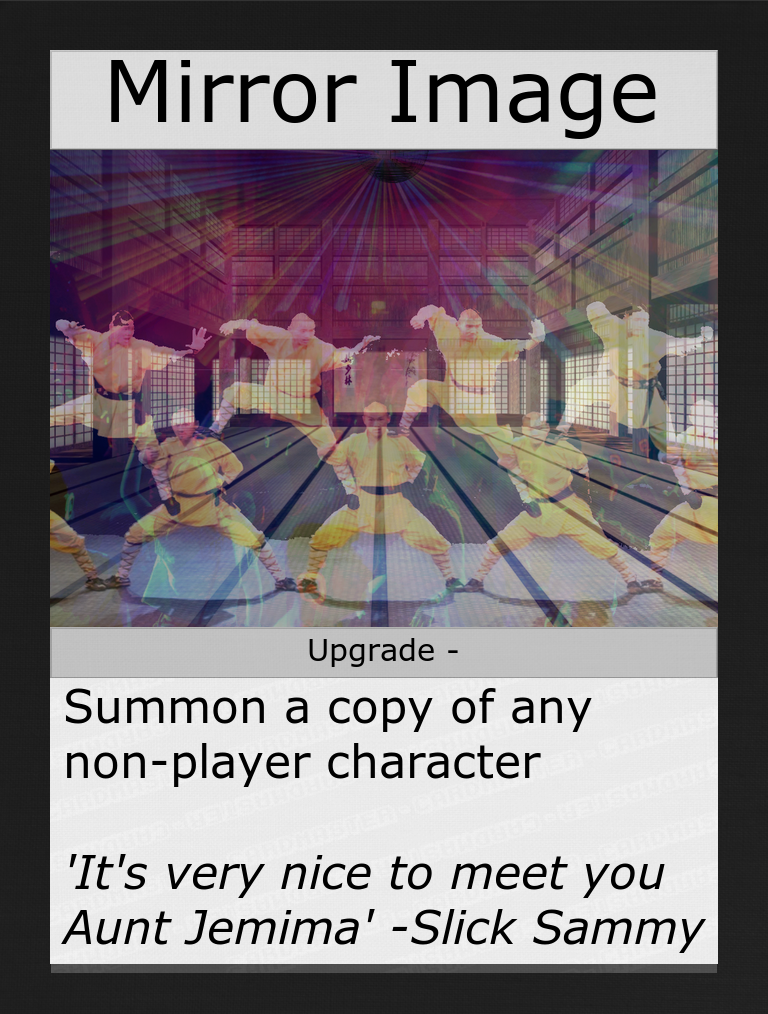 Mirror Image
Upgrade -
Summon a copy of any
non-player character
'It's very nice to meet you
Aunt Jemima' -Slick Sammy